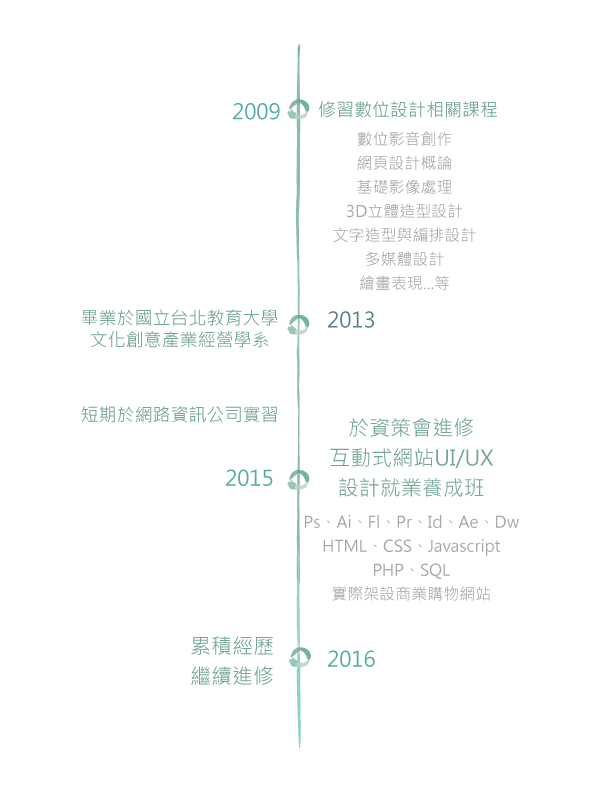 2009
修習數位設計相關課程
數位影音創作
網頁設計概論
基礎影像處理
3D立體造型設計
文字造型與編排設計
多媒體設計
繪畫表現...等
畢業於國立台北教育大學
文化創意產業經營學系
2013
短期於網路資訊公司實習
2015
於資策會進修
互動式網站UI/UX
設計就業養成班
Ps、Ai、Fl、Pr、Id、Ae、Dw
HTML、CSS、Javascript
PHP、SQL
實際架設商業購物網站
累積經歷
繼續進修
2016